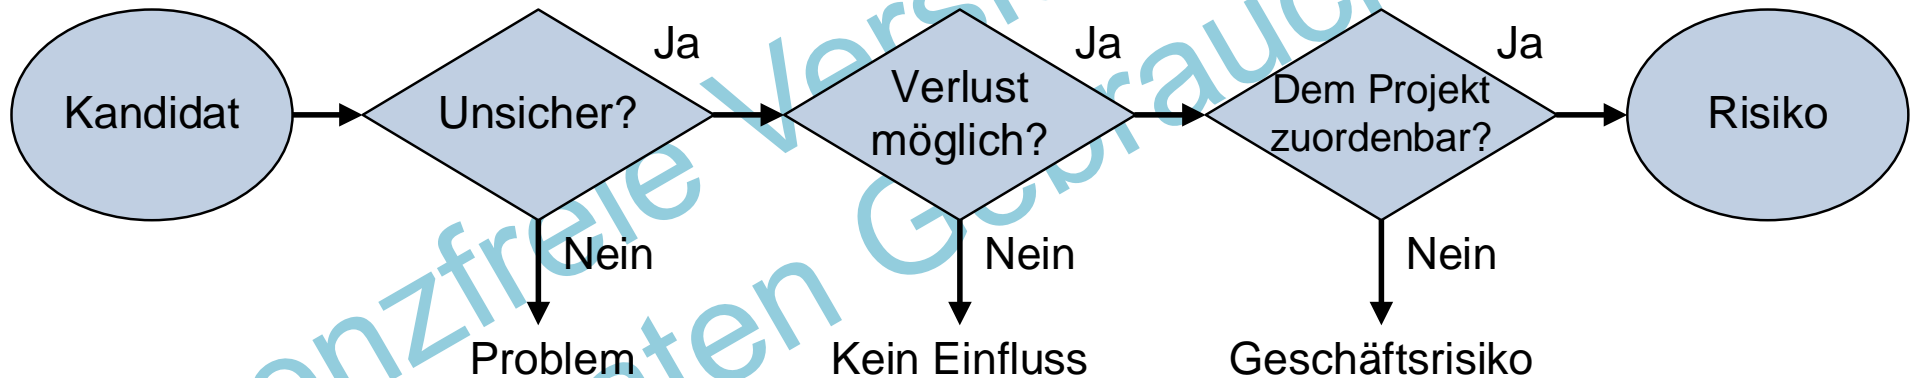 Kandidat
Unsicher?
Ja
Verlust
möglich?
Ja
Dem Projekt
zuordenbar?
Ja
Risiko
Nein
Nein
Nein
Problem
Kein Einfluss
Geschäftsrisiko